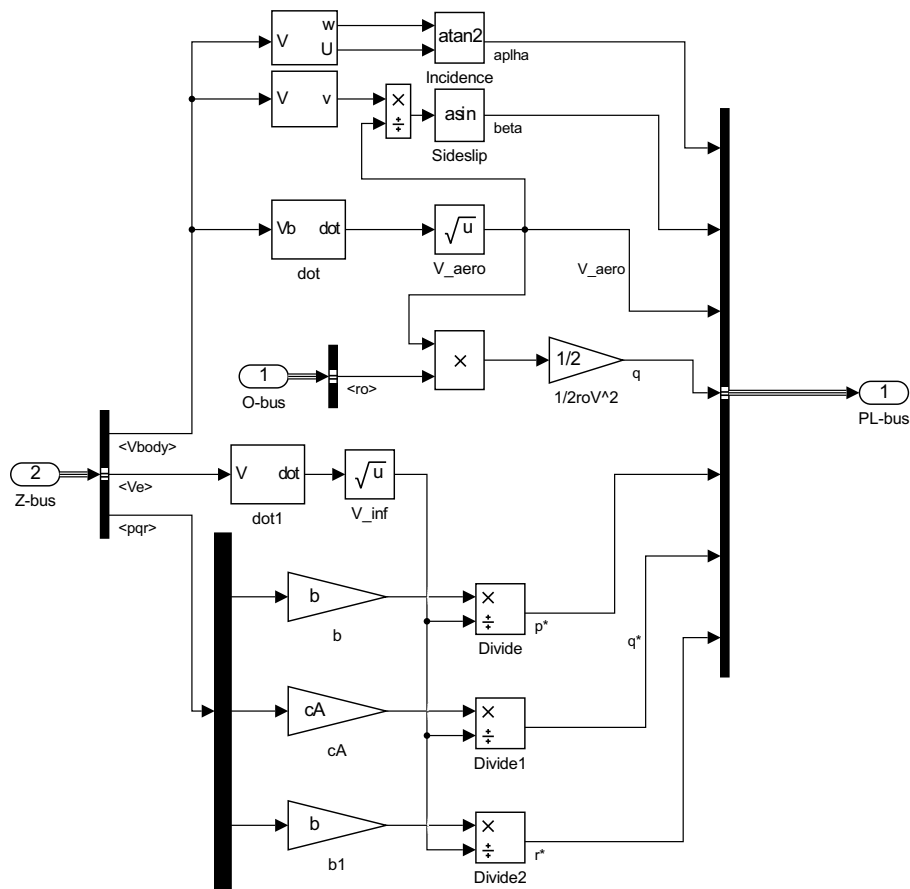 V
w
U
atan2
aplha
Incidence
V
v
×
÷
asin
beta
Sideslip
Vb
dot
dot
√u
V_aero
V_aero
1
O-bus
<ro>
×
1/2
1/2roV^2
q
1
PL-bus
2
Z-bus
<Vbody>
<Ve>
<pqr>
V
dot
dot1
√u
V_inf
b
b
×
÷
Divide
p*
cA
cA
×
÷
Divide1
q*
b
b1
×
÷
Divide2
r*